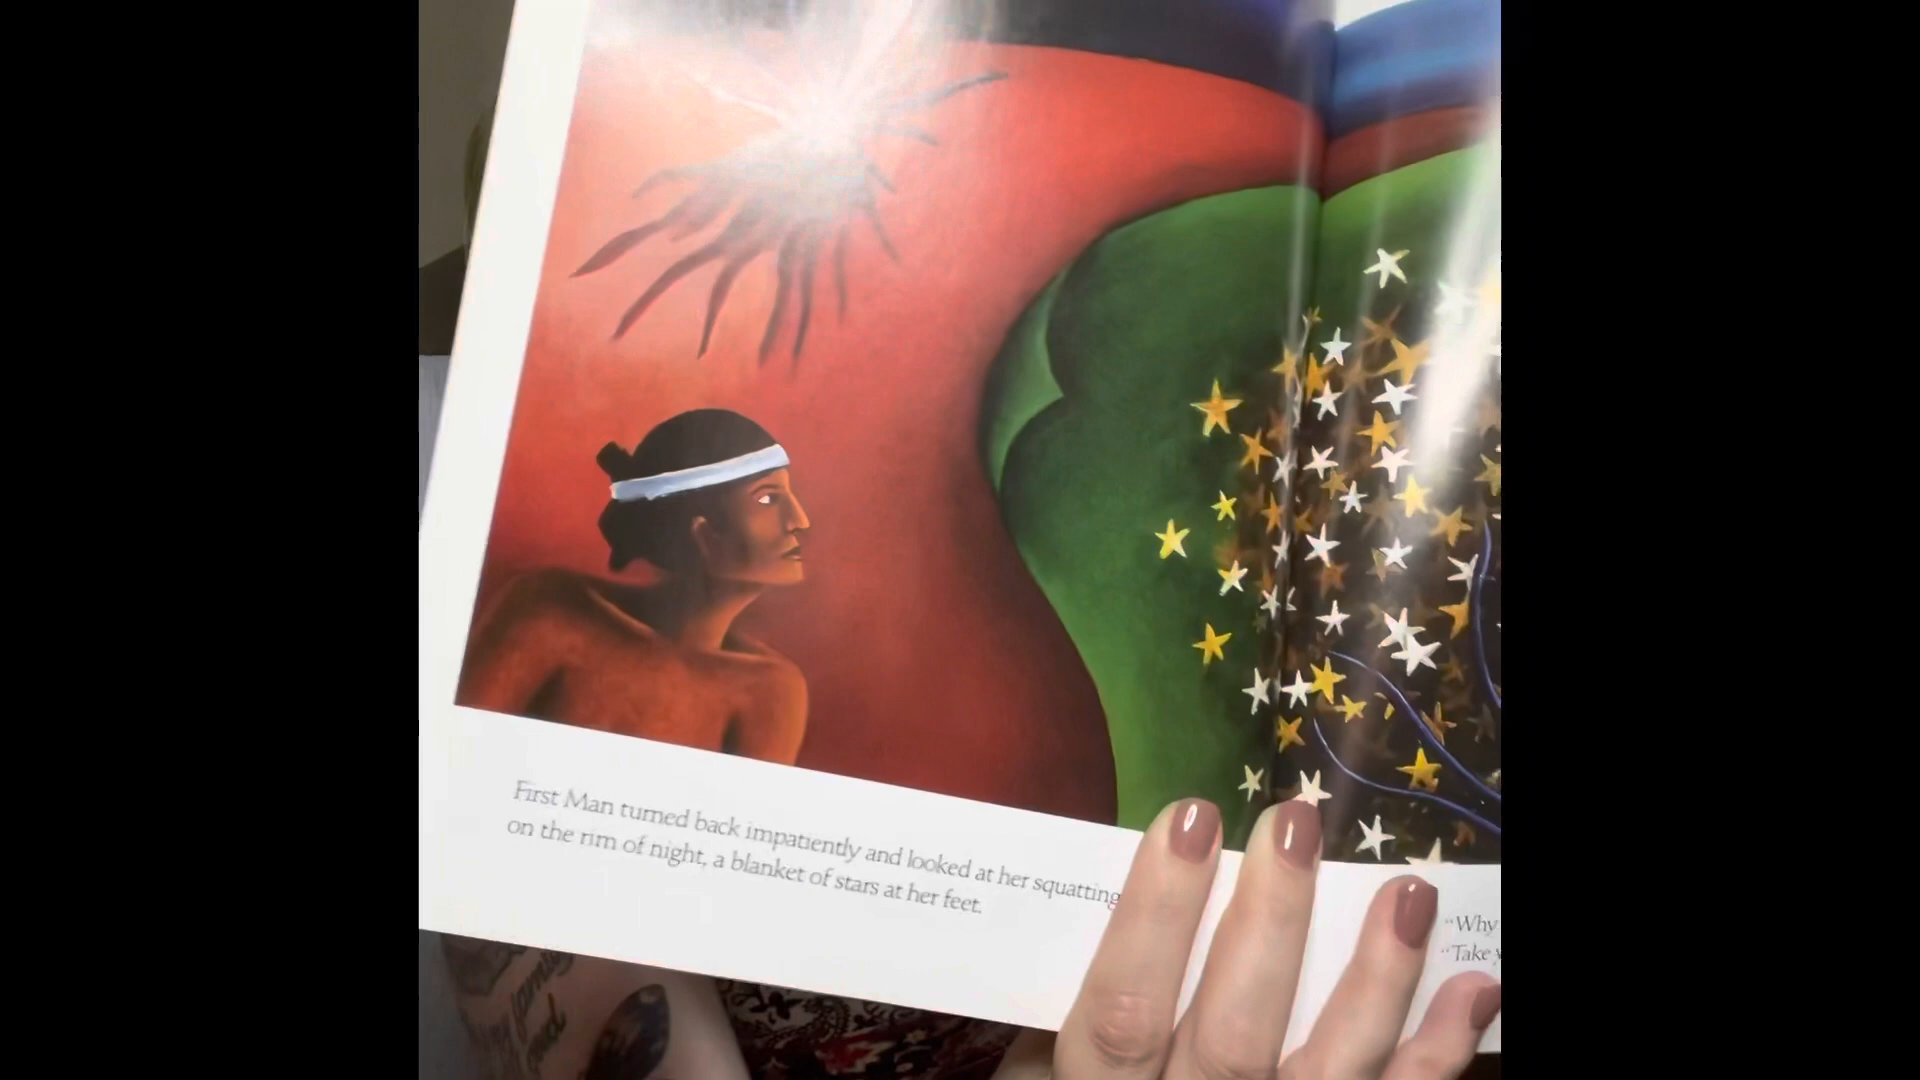 First Man turned back impatiently and looked at her squatting
on the rim of night, a blanket of stars at her feet.
"Why
"Take
family